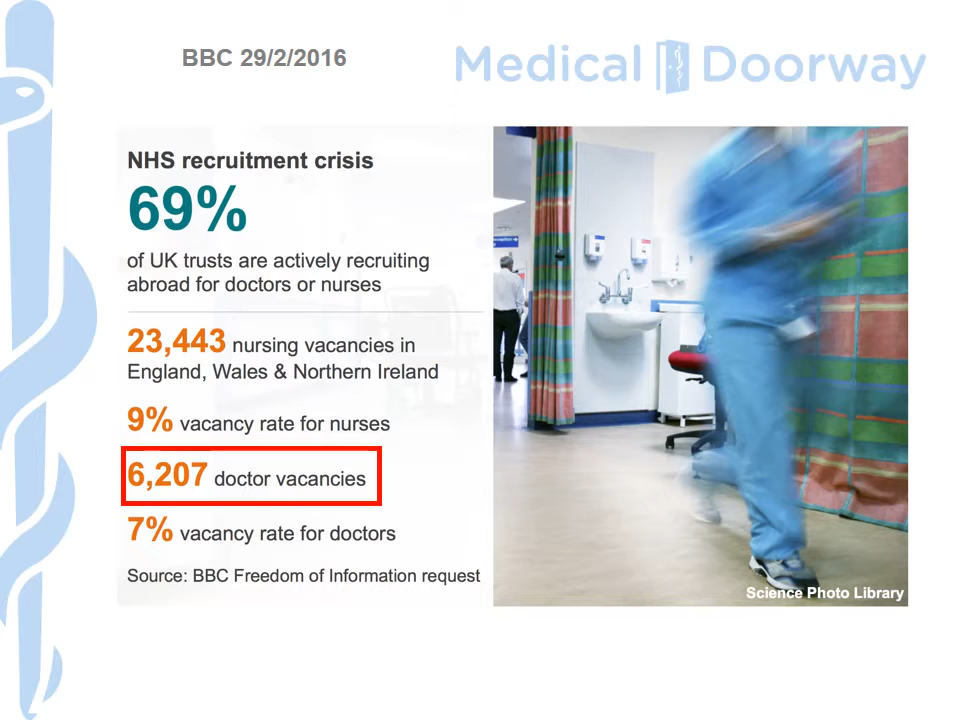 BBC 29/2/2016
Medical Doorway
NHS recruitment crisis
69%
of UK trusts are actively recruiting
abroad for doctors or nurses
23,443 nursing vacancies in
England, Wales & Northern Ireland
9% vacancy rate for nurses
6,207 doctor vacancies
7% vacancy rate for doctors
Source: BBC Freedom of Information request
Science Photo Library